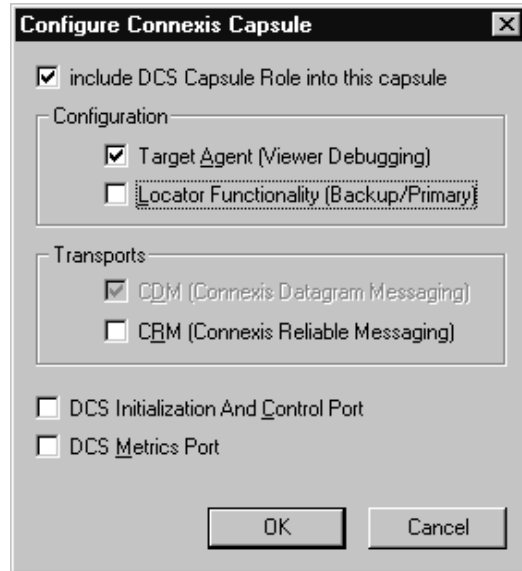 Configure Connexis Capsule
include DCS Capsule Role into this capsule
Configuration
Target Agent (Viewer Debugging)
Locator Functionality (Backup/Primary)
Transports
CDM (Connexis Datagram Messaging)
CRM (Connexis Reliable Messaging)
DCS Initialization And Control Port
DCS Metrics Port
OK Cancel